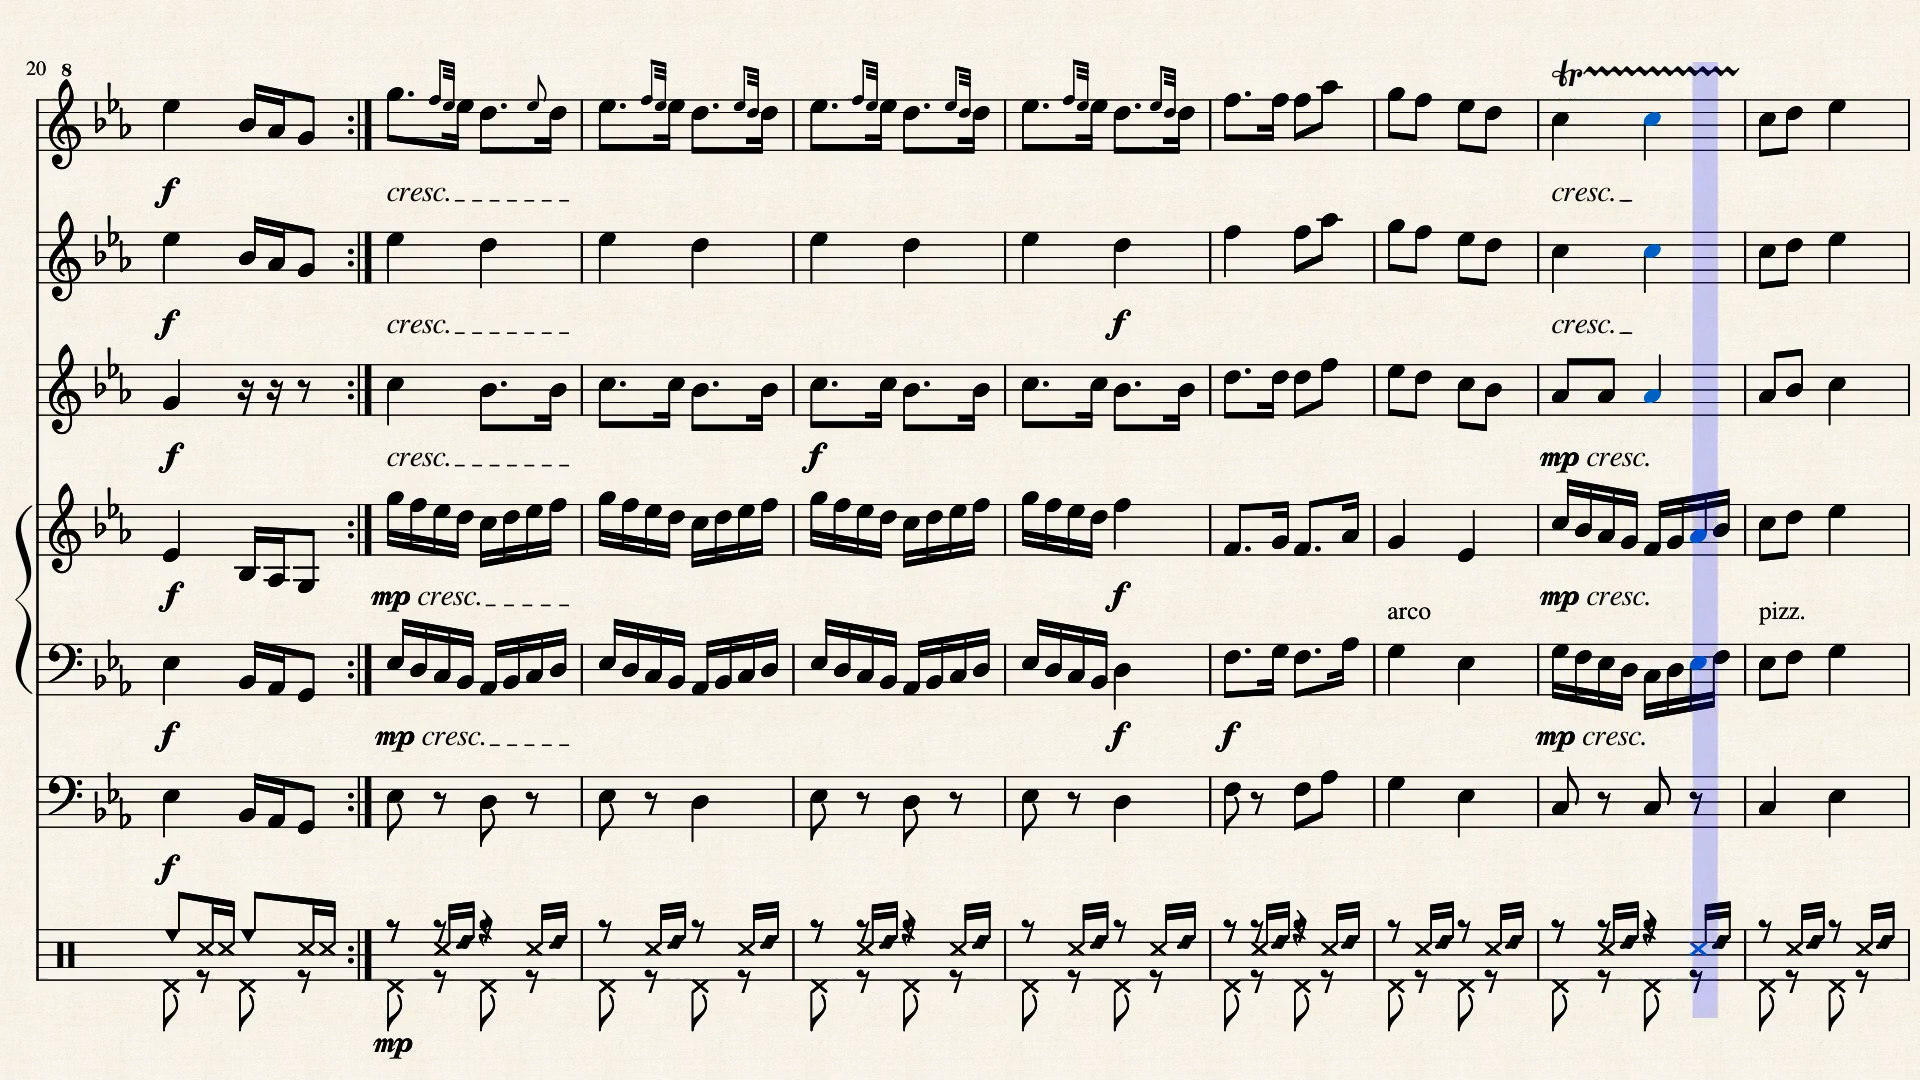 20 8
tr
f cresc. cresc.
f cresc. f cresc.
f cresc. f mp cresc.
f mp cresc. f mp cresc.
arco pizz.
f mp cresc. f f mp cresc.
f
mp